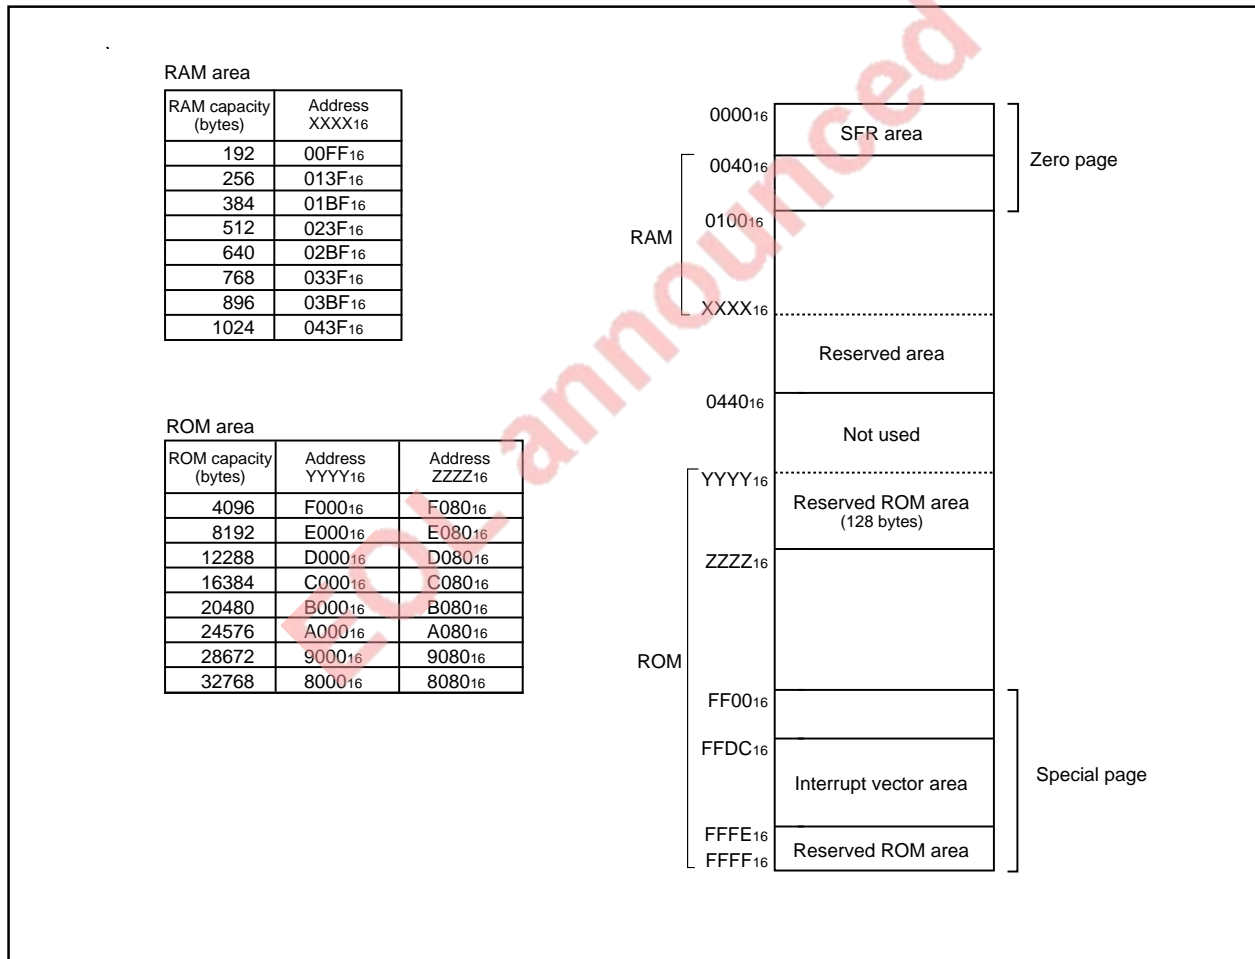 RAM area
RAM capacity (bytes) Address XXXX16
192 00FF16
256 013F16
384 01BF16
512 023F16
640 02BF16
768 033F16
896 03BF16
1024 043F16
ROM area
ROM capacity (bytes) Address YYYY16 Address ZZZZ16
4096 F00016 F08016
8192 E00016 E08016
12288 D00016 D08016
16384 C00016 C08016
20480 B00016 B08016
24576 A00016 A08016
28672 900016 908016
32768 800016 808016
000016
SFR area
Zero page
004016
010016
RAM
XXXX16
Reserved area
044016
Not used
YYYY16
Reserved ROM area
(128 bytes)
ZZZZ16
ROM
FF0016
FFDC16
Interrupt vector area
Special page
FFFE16
Reserved ROM area
FFFF16
EOL announced